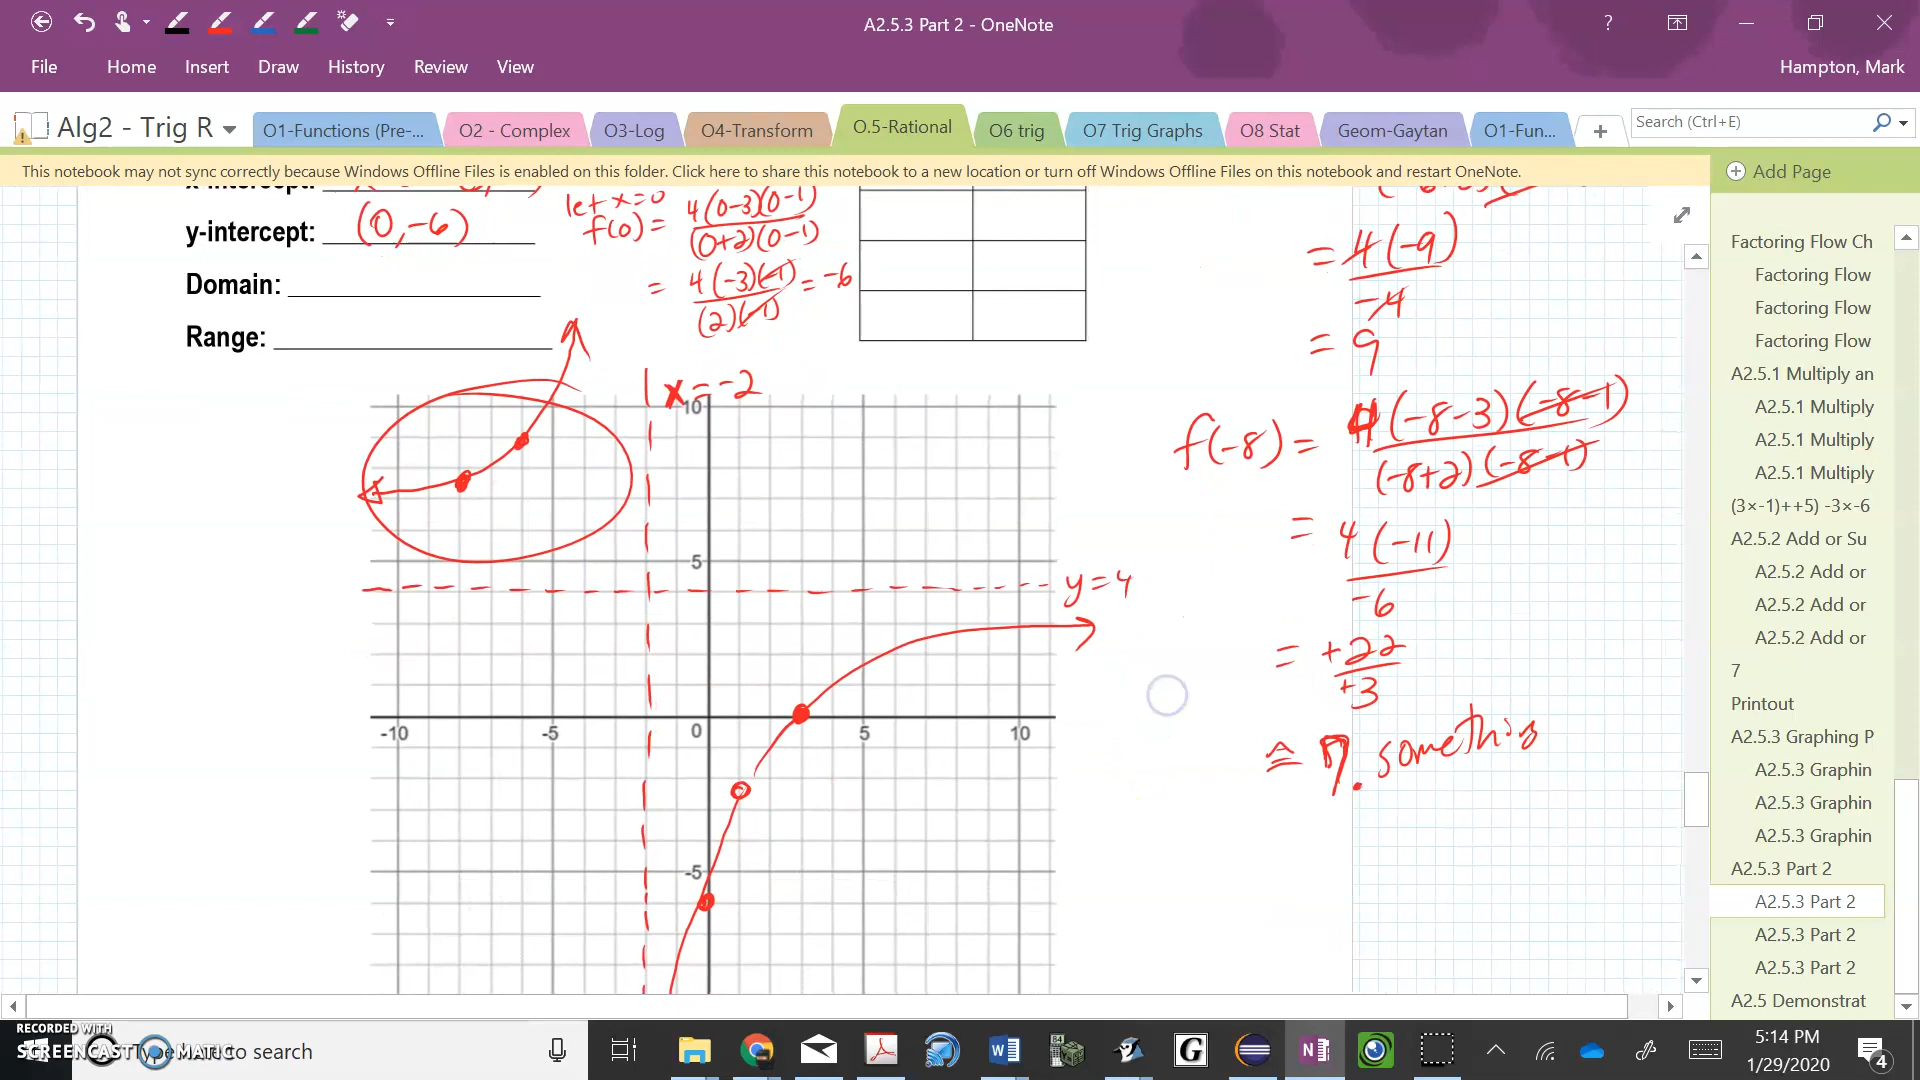 A2.5.3 Part 2 - OneNote
File Home Insert Draw History Review View
Hampton, Mark
Alg2 - Trig R
O1-Functions (Pre-...
O2 - Complex
O3-Log
O4-Transform
O.5-Rational
O6 trig
O7 Trig Graphs
O8 Stat
Geom-Gaytan
O1-Fun...
Search (Ctrl+E)
This notebook may not sync correctly because Windows Offline Files is enabled on this folder. Click here to share this notebook to a new location or turn off Windows Offline Files on this notebook and restart OneNote.
Add Page
y-intercept: (0,-6)
Domain:
Range:
let x=0
f(0) = 4(0-3)(0-1)
(0+2)(0-1)
= 4(-3)(-1) = -6
(2)(-1)
x = -2
y = 4
10
5
-10 -5 0 5 10
-5
= 4(-9)
-4
= 9
f(-8) = 4(-8-3)(-8-1)
(-8+2)(-8-1)
= 4(-11)
-6
= +22
+3
≅ 7. something
Factoring Flow Ch
Factoring Flow
Factoring Flow
Factoring Flow
A2.5.1 Multiply an
A2.5.1 Multiply
A2.5.1 Multiply
A2.5.1 Multiply
(3×-1)++5) -3×-6
A2.5.2 Add or Su
A2.5.2 Add or
A2.5.2 Add or
A2.5.2 Add or
7
Printout
A2.5.3 Graphing P
A2.5.3 Graphin
A2.5.3 Graphin
A2.5.3 Graphin
A2.5.3 Part 2
A2.5.3 Part 2
A2.5.3 Part 2
A2.5.3 Part 2
A2.5 Demonstrat
RECORDED WITH
SCREENCAST MATIC
to search
5:14 PM
1/29/2020
4